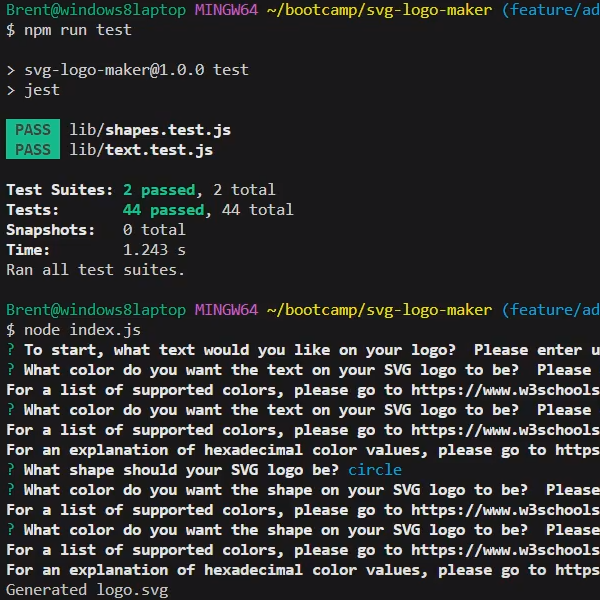 Brent@windows8laptop MINGW64 ~/bootcamp/svg-logo-maker (feature/ad
$ npm run test
> svg-logo-maker@1.0.0 test
> jest
PASS lib/shapes.test.js
PASS lib/text.test.js
Test Suites: 2 passed, 2 total
Tests: 44 passed, 44 total
Snapshots: 0 total
Time: 1.243 s
Ran all test suites.
Brent@windows8laptop MINGW64 ~/bootcamp/svg-logo-maker (feature/ad
$ node index.js
? To start, what text would you like on your logo? Please enter u
? What color do you want the text on your SVG logo to be? Please
For a list of supported colors, please go to https://www.w3schools
? What color do you want the text on your SVG logo to be? Please
For a list of supported colors, please go to https://www.w3schools
For an explanation of hexadecimal color values, please go to https
? What shape should your SVG logo be? circle
? What color do you want the shape on your SVG logo to be? Please
For a list of supported colors, please go to https://www.w3schools
? What color do you want the shape on your SVG logo to be? Please
For a list of supported colors, please go to https://www.w3schools
For an explanation of hexadecimal color values, please go to https
Generated logo.svg